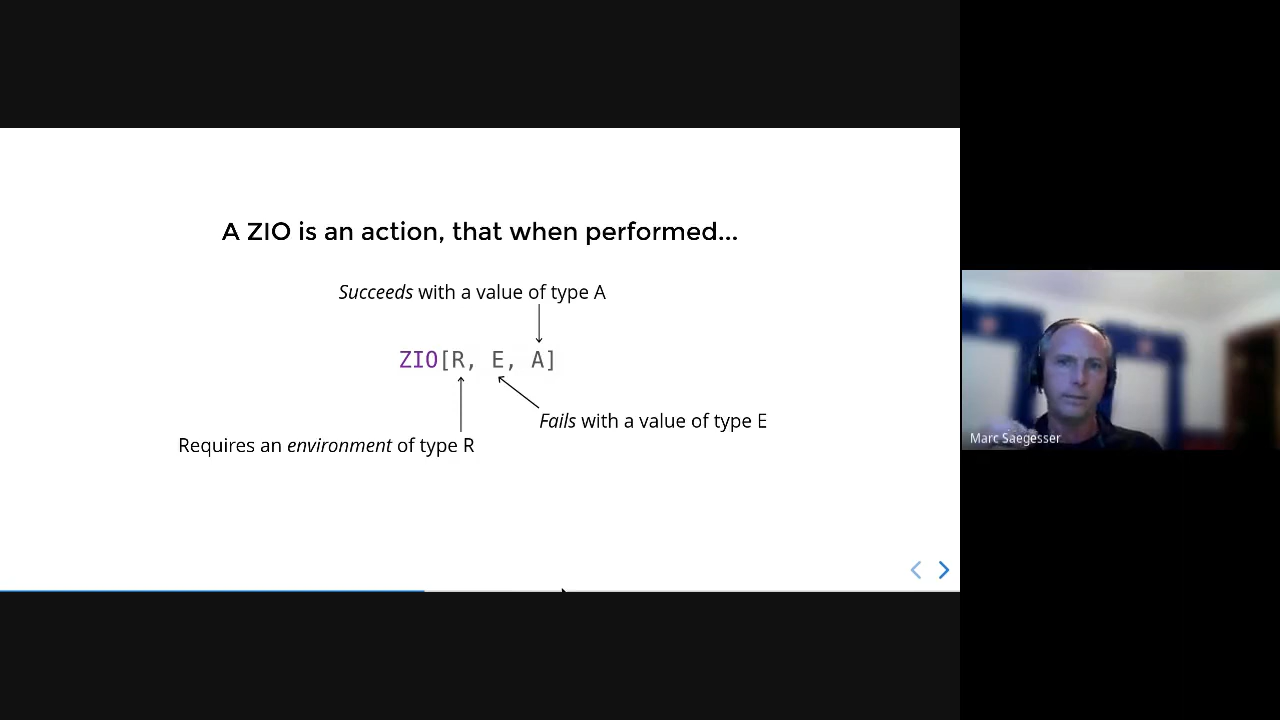 A ZIO is an action, that when performed...
Succeeds with a value of type A
ZIO[R, E, A]
Fails with a value of type E
Requires an environment of type R
Marc Saegesser